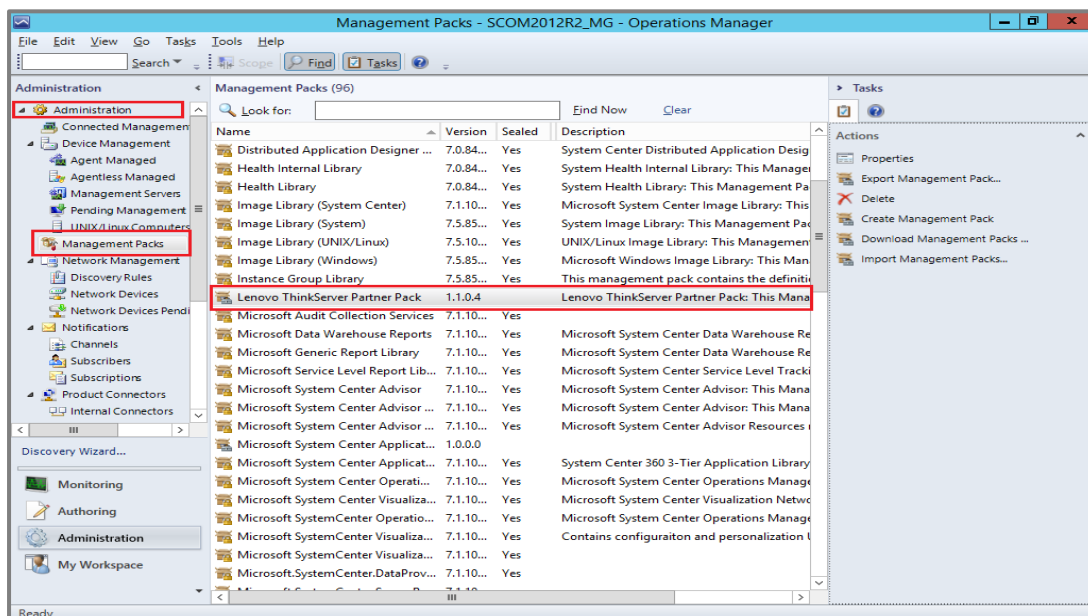 Management Packs - SCOM2012R2_MG - Operations Manager
File Edit View Go Tasks Tools Help
Search Scope Find Tasks
Administration
Administration
Connected Managemen
Device Management
Agent Managed
Agentless Managed
Management Servers
Pending Management
UNIX/Linux Computers
Management Packs
Network Management
Discovery Rules
Network Devices
Network Devices Pendi
Notifications
Channels
Subscribers
Subscriptions
Product Connectors
Internal Connectors
Discovery Wizard...
Monitoring
Authoring
Administration
My Workspace
Management Packs (96)
Look for: Find Now Clear
Name Version Sealed Description
Distributed Application Designer ... 7.0.84... Yes System Center Distributed Application Desig
Health Internal Library 7.0.84... Yes System Health Internal Library: This Manager
Health Library 7.0.84... Yes System Health Library: This Management Pa
Image Library (System Center) 7.1.10... Yes Microsoft System Center Image Library: This
Image Library (System) 7.5.85... Yes System Image Library: This Management Pac
Image Library (UNIX/Linux) 7.5.10... Yes UNIX/Linux Image Library: This Management
Image Library (Windows) 7.5.85... Yes Microsoft Windows Image Library: This Man
Instance Group Library 7.5.85... Yes This management pack contains the definiti
Lenovo ThinkServer Partner Pack 1.1.0.4 Lenovo ThinkServer Partner Pack: This Mana
Microsoft Audit Collection Services 7.1.10... Yes
Microsoft Data Warehouse Reports 7.1.10... Yes Microsoft System Center Data Warehouse Re
Microsoft Generic Report Library 7.1.10... Yes Microsoft System Center Data Warehouse Re
Microsoft Service Level Report Lib... 7.1.10... Yes Microsoft System Center Service Level Tracki
Microsoft System Center Advisor 7.1.10... Yes Microsoft System Center Advisor: This Mana
Microsoft System Center Advisor ... 7.1.10... Yes Microsoft System Center Advisor: This Mana
Microsoft System Center Advisor ... 7.1.10... Yes Microsoft System Center Advisor Resources
Microsoft System Center Applicat... 1.0.0.0
Microsoft System Center Applicat... 7.1.10... Yes System Center 360 3-Tier Application Library
Microsoft System Center Operati... 7.1.10... Yes Microsoft System Center Operations Manage
Microsoft System Center Visualiza... 7.1.10... Yes Microsoft System Center Visualization Netwo
Microsoft SystemCenter Operatio... 7.1.10... Yes Microsoft System Center Operations Manage
Microsoft SystemCenter Visualiza... 7.1.10... Yes Contains configuraiton and personalization
Microsoft SystemCenter Visualiza... 7.1.10... Yes
Microsoft.SystemCenter.DataProv... 7.1.10... Yes
Tasks
Actions
Properties
Export Management Pack...
Delete
Create Management Pack
Download Management Packs ...
Import Management Packs...
Ready